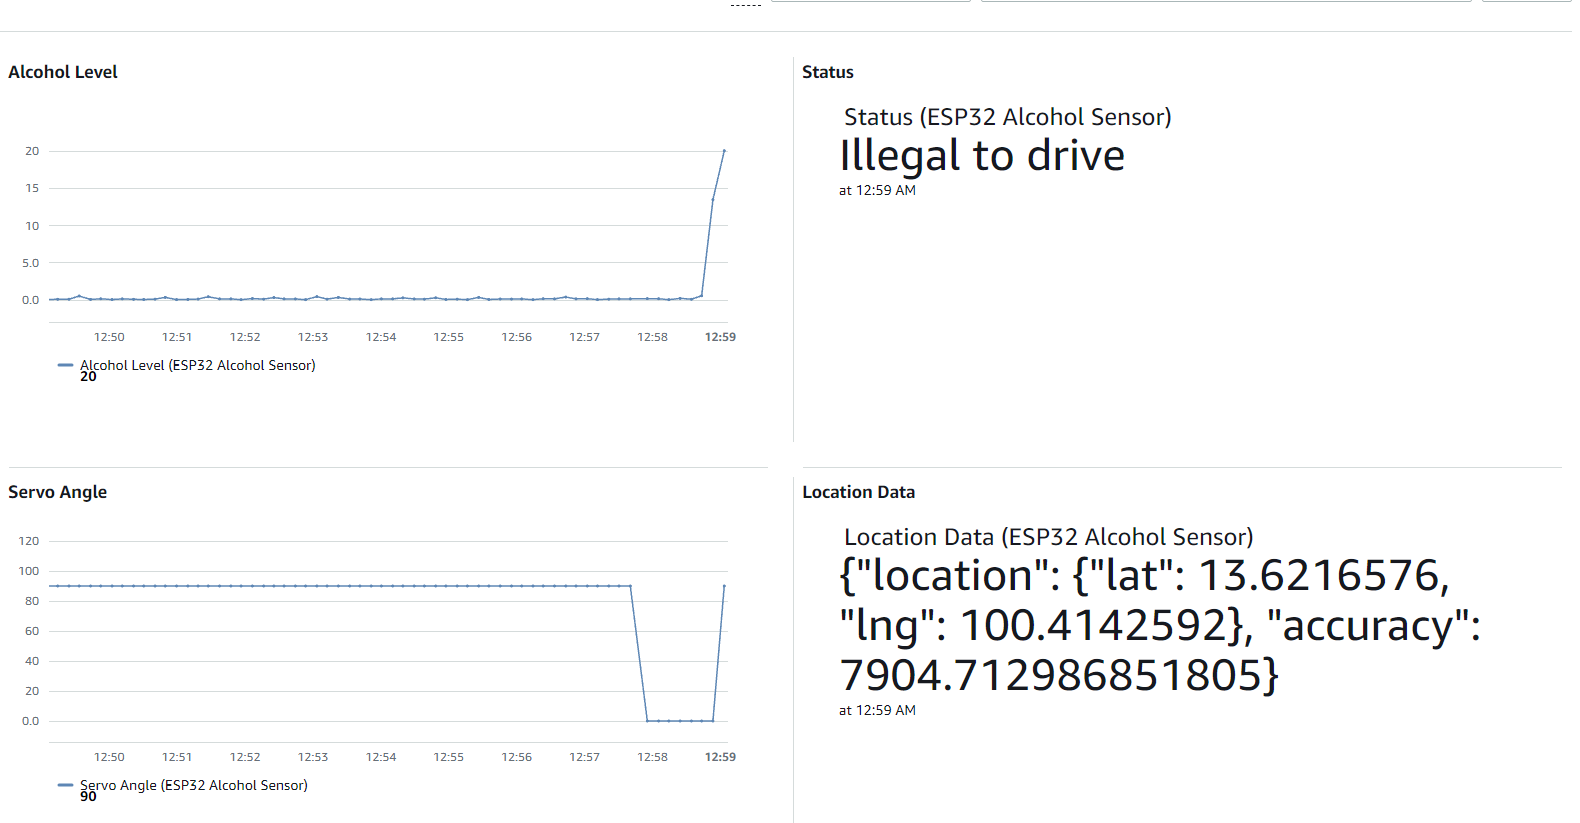 Alcohol Level
20
15
10
5.0
0.0
12:50 12:51 12:52 12:53 12:54 12:55 12:56 12:57 12:58 12:59
Alcohol Level (ESP32 Alcohol Sensor)
20
Status
Status (ESP32 Alcohol Sensor)
Illegal to drive
at 12:59 AM
Servo Angle
120
100
80
60
40
20
0.0
12:50 12:51 12:52 12:53 12:54 12:55 12:56 12:57 12:58 12:59
Servo Angle (ESP32 Alcohol Sensor)
90
Location Data
Location Data (ESP32 Alcohol Sensor)
{"location": {"lat": 13.6216576,
"lng": 100.4142592}, "accuracy":
7904.712986851805}
at 12:59 AM